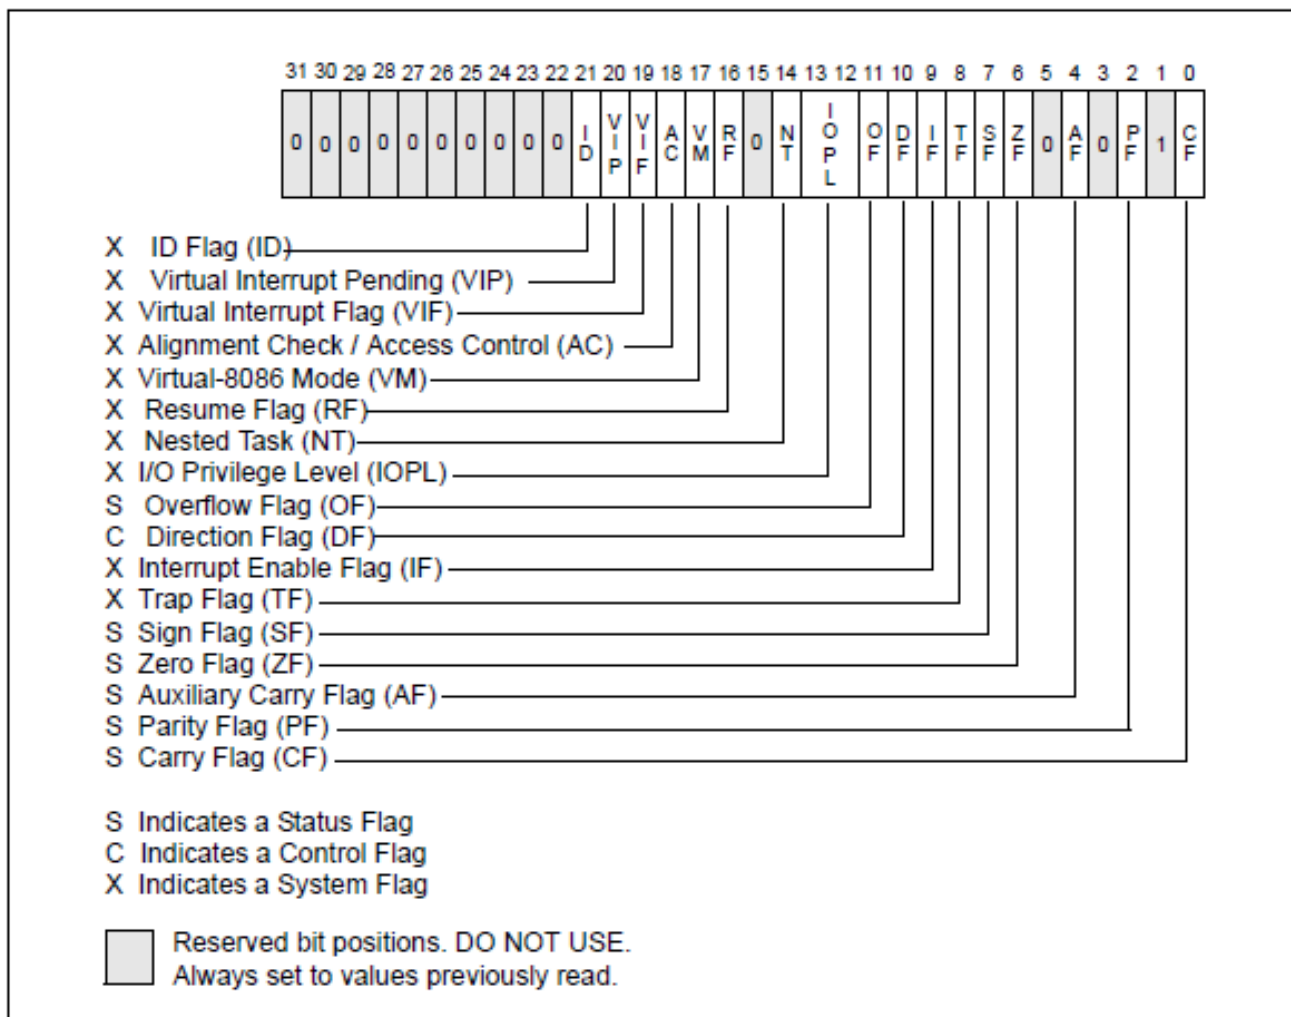 31 30 29 28 27 26 25 24 23 22 21 20 19 18 17 16 15 14 13 12 11 10 9 8 7 6 5 4 3 2 1 0
0 0 0 0 0 0 0 0 0 0 ID VIP VIF AC VM RF 0 NT IOPL OF DF IF TF SF ZF 0 AF 0 PF 1 CF
X ID Flag (ID)
X Virtual Interrupt Pending (VIP)
X Virtual Interrupt Flag (VIF)
X Alignment Check / Access Control (AC)
X Virtual-8086 Mode (VM)
X Resume Flag (RF)
X Nested Task (NT)
X I/O Privilege Level (IOPL)
S Overflow Flag (OF)
C Direction Flag (DF)
X Interrupt Enable Flag (IF)
X Trap Flag (TF)
S Sign Flag (SF)
S Zero Flag (ZF)
S Auxiliary Carry Flag (AF)
S Parity Flag (PF)
S Carry Flag (CF)
S Indicates a Status Flag
C Indicates a Control Flag
X Indicates a System Flag
Reserved bit positions. DO NOT USE.
Always set to values previously read.